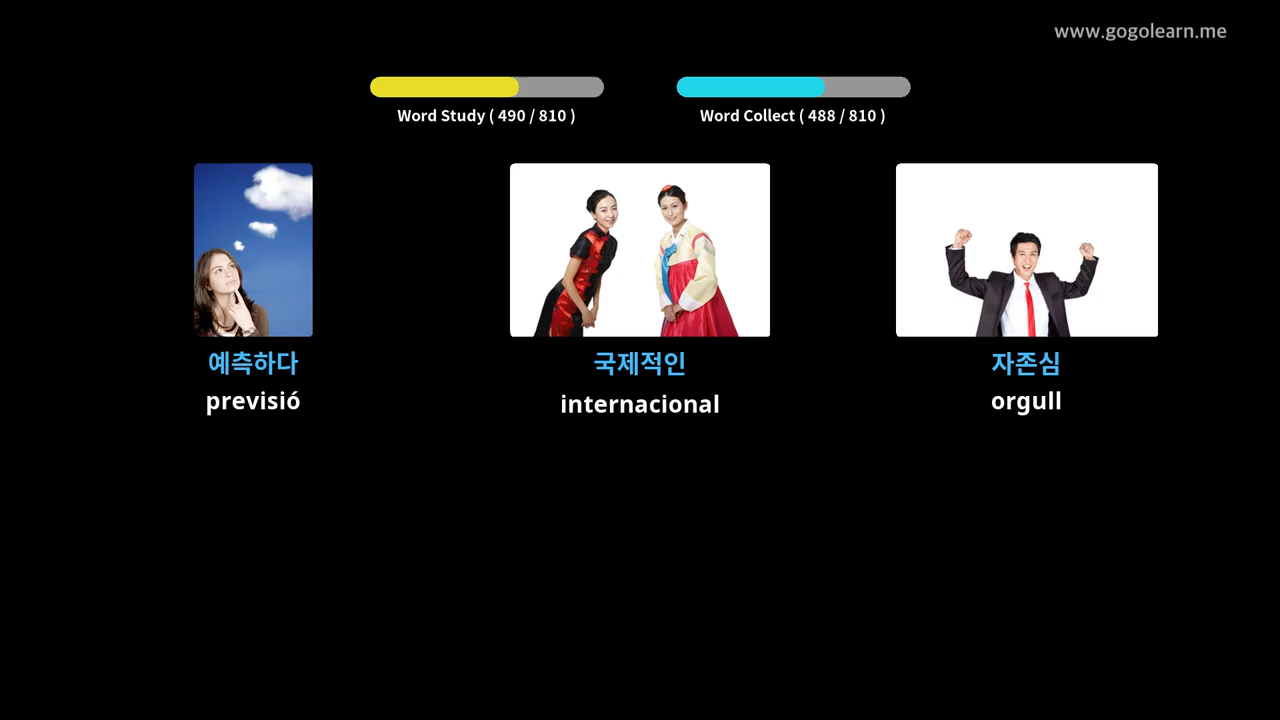 www.gogolearn.me
Word Study ( 490 / 810 )
Word Collect ( 488 / 810 )
예측하다
국제적인
자존심
previsió
internacional
orgull